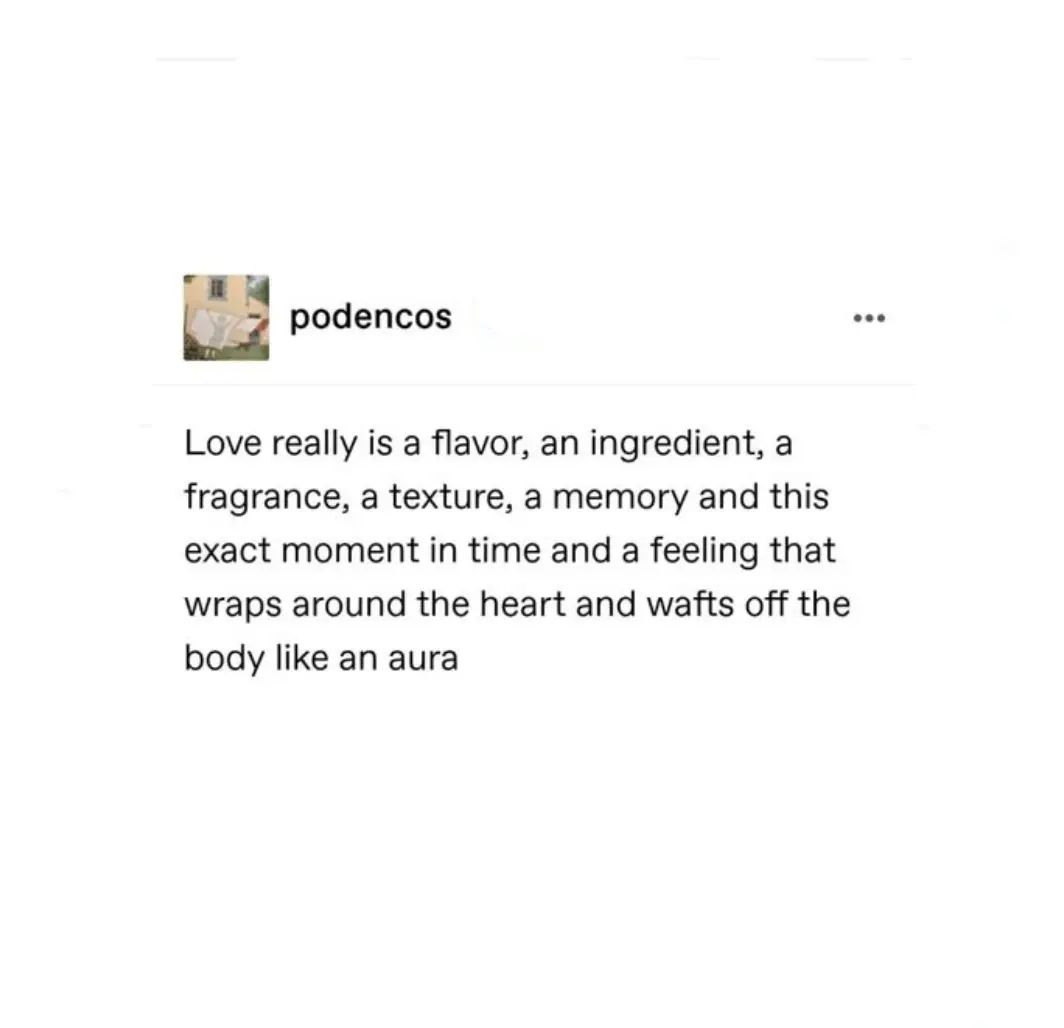 podencos
Love really is a flavor, an ingredient, a
fragrance, a texture, a memory and this
exact moment in time and a feeling that
wraps around the heart and wafts off the
body like an aura